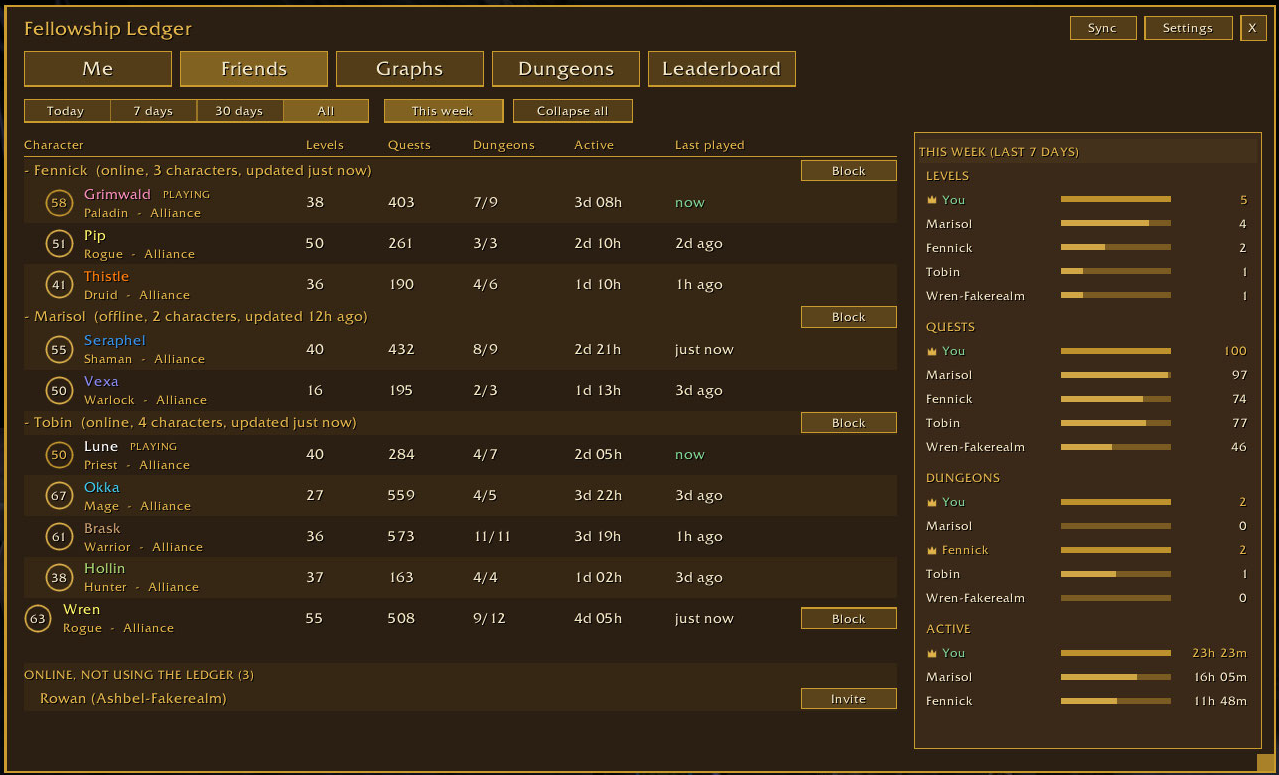 Fellowship Ledger
Sync Settings X
Me Friends Graphs Dungeons Leaderboard
Today 7 days 30 days All This week Collapse all
Character Levels Quests Dungeons Active Last played
- Fennick (online, 3 characters, updated just now) Block
58 Grimwald PLAYING 38 403 7/9 3d 08h now
Paladin - Alliance
51 Pip 50 261 3/3 2d 10h 2d ago
Rogue - Alliance
41 Thistle 36 190 4/6 1d 10h 1h ago
Druid - Alliance
- Marisol (offline, 2 characters, updated 12h ago) Block
55 Seraphel 40 432 8/9 2d 21h just now
Shaman - Alliance
50 Vexa 16 195 2/3 1d 13h 3d ago
Warlock - Alliance
- Tobin (online, 4 characters, updated just now) Block
50 Lune PLAYING 40 284 4/7 2d 05h now
Priest - Alliance
67 Okka 27 559 4/5 3d 22h 3d ago
Mage - Alliance
61 Brask 36 573 11/11 3d 19h 1h ago
Warrior - Alliance
38 Hollin 37 163 4/4 1d 02h 3d ago
Hunter - Alliance
63 Wren 55 508 9/12 4d 05h just now Block
Rogue - Alliance
ONLINE, NOT USING THE LEDGER (3)
Rowan (Ashbel-Fakerealm) Invite
THIS WEEK (LAST 7 DAYS)
LEVELS
You 5
Marisol 4
Fennick 2
Tobin 1
Wren-Fakerealm 1
QUESTS
You 100
Marisol 97
Fennick 74
Tobin 77
Wren-Fakerealm 46
DUNGEONS
You 2
Marisol 0
Fennick 2
Tobin 1
Wren-Fakerealm 0
ACTIVE
You 23h 23m
Marisol 16h 05m
Fennick 11h 48m